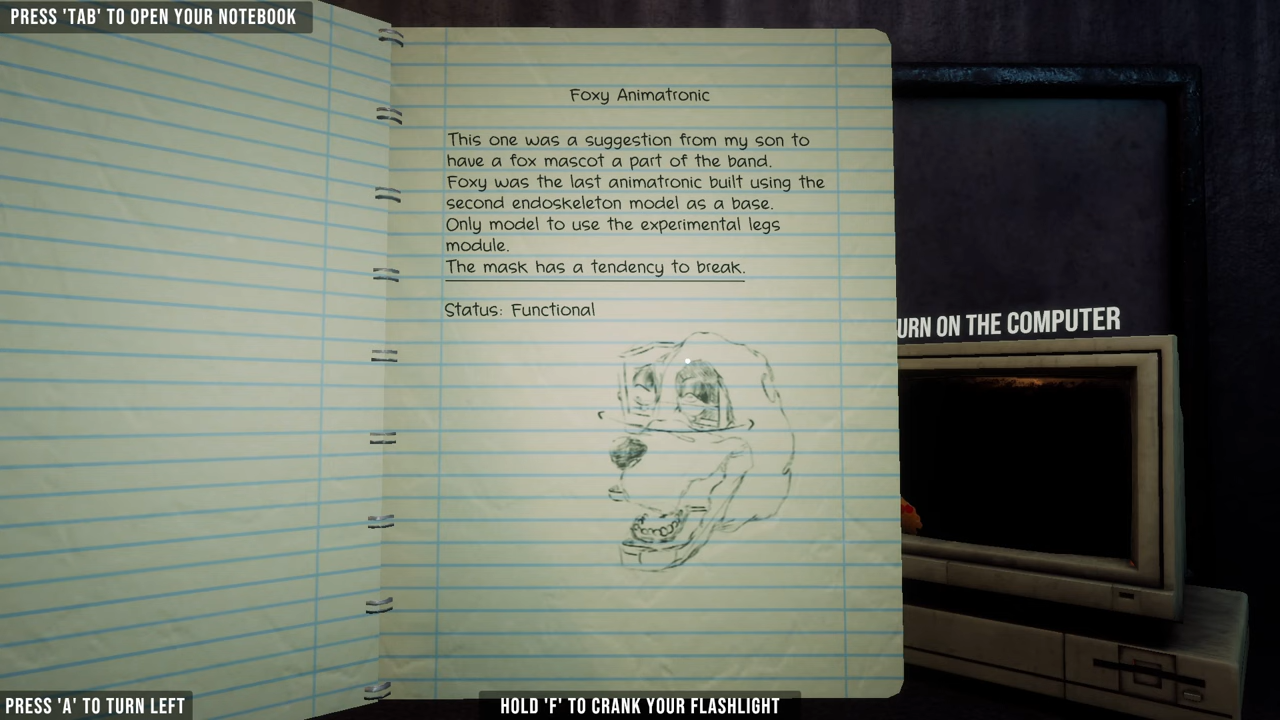 PRESS 'TAB' TO OPEN YOUR NOTEBOOK
Foxy Animatronic
This one was a suggestion from my son to
have a fox mascot a part of the band.
Foxy was the last animatronic built using the
second endoskeleton model as a base.
Only model to use the experimental legs
module.
The mask has a tendency to break.
Status: Functional
URN ON THE COMPUTER
PRESS 'A' TO TURN LEFT
HOLD 'F' TO CRANK YOUR FLASHLIGHT